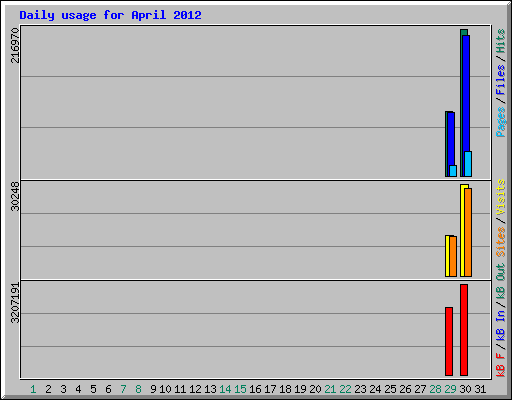 Daily usage for April 2012
216970
Pages / Files / Hits
30248
Sites / Visits
3207191
kB F / kB In / kB Out
1 2 3 4 5 6 7 8 9 10 11 12 13 14 15 16 17 18 19 20 21 22 23 24 25 26 27 28 29 30 31